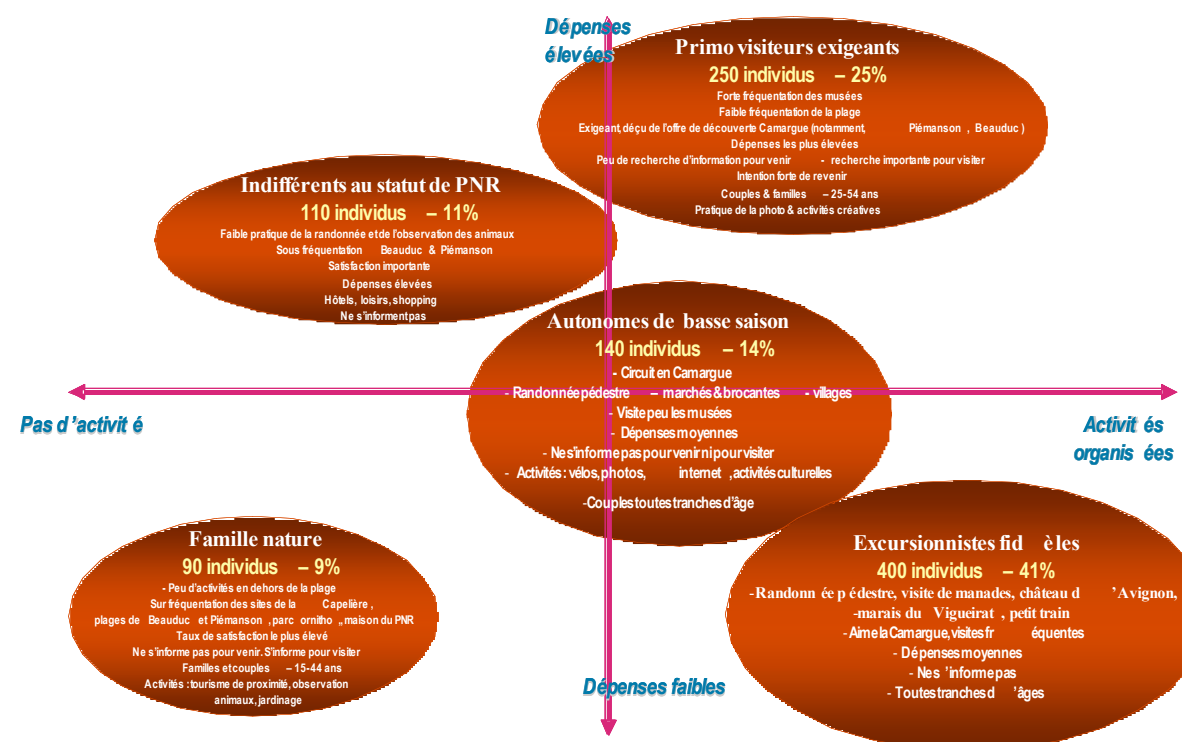 Dépenses
élevées
Primo visiteurs exigeants
250 individus – 25%
Forte fréquentation des musées
Faible fréquentation de la plage
Exigeant, déçu de l'offre de découverte Camargue (notamment, Piémanson , Beauduc )
Dépenses les plus élevées
Peu de recherche d'information pour venir - recherche importante pour visiter
Intention forte de revenir
Couples & familles – 25-54 ans
Pratique de la photo & activités créatives
Indifférents au statut de PNR
110 individus – 11%
Faible pratique de la randonnée et de l'observation des animaux
Sous fréquentation Beauduc & Piémanson
Satisfaction importante
Dépenses élevées
Hôtels, loisirs, shopping
Ne s'informent pas
Autonomes de basse saison
140 individus – 14%
- Circuit en Camargue
- Randonnée pédestre – marchés & brocantes - villages
- Visite peu les musées
- Dépenses moyennes
- Ne s'informe pas pour venir ni pour visiter
- Activités : vélos, photos, internet , activités culturelles
-Couples toutes tranches d'âge
Pas d'activité
Activités
organisées
Famille nature
90 individus – 9%
- Peu d'activités en dehors de la plage
Sur fréquentation des sites de la Capelière ,
plages de Beauduc et Piémanson , parc ornitho ,, maison du PNR
Taux de satisfaction le plus élevé
Ne s'informe pas pour venir. S'informe pour visiter
Familles et couples – 15-44 ans
Activités : tourisme de proximité, observation
animaux, jardinage
Excursionnistes fidèles
400 individus – 41%
-Randonnée pédestre, visite de manades, château d'Avignon,
-marais du Vigueirat , petit train
- Aime la Camargue, visites fréquentes
- Dépenses moyennes
- Ne s'informe pas
- Toutes tranches d'âges
Dépenses faibles